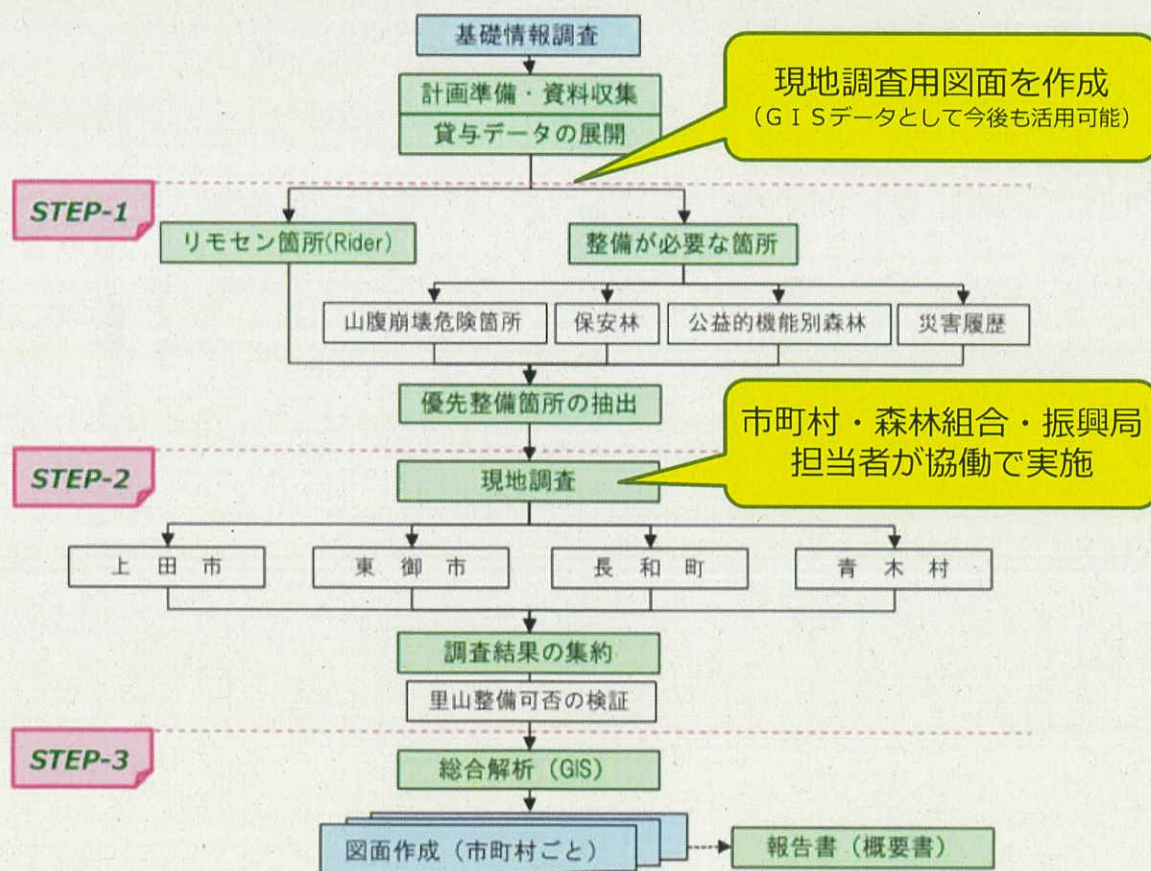 基礎情報調査
計画準備・資料収集
貸与データの展開
現地調査用図面を作成
（ＧＩＳデータとして今後も活用可能）
STEP-1
リモセン箇所(Rider)
整備が必要な箇所
山腹崩壊危険箇所
保安林
公益的機能別森林
災害履歴
優先整備箇所の抽出
市町村・森林組合・振興局
担当者が協働で実施
STEP-2
現地調査
上　田　市
東　御　市
長　和　町
青　木　村
調査結果の集約
里山整備可否の検証
STEP-3
総合解析（GIS）
図面作成（市町村ごと）
報告書（概要書）